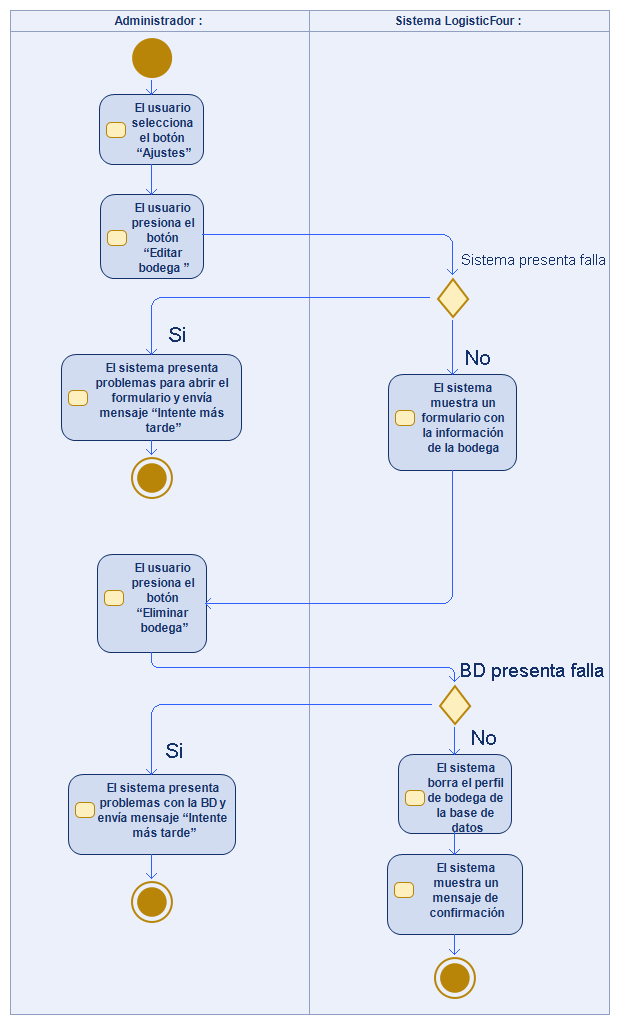 Administrador :
Sistema LogisticFour :
El usuario
selecciona
el botón
“Ajustes”
El usuario
presiona el
botón
“Editar
bodega ”
Sistema presenta falla
Si
No
El sistema presenta
problemas para abrir el
formulario y envía
mensaje “Intente más
tarde”
El sistema
muestra un
formulario con
la información
de la bodega
El usuario
presiona el
botón
“Eliminar
bodega”
BD presenta falla
Si
No
El sistema presenta
problemas con la BD y
envía mensaje “Intente
más tarde”
El sistema
borra el perfil
de bodega de
la base de
datos
El sistema
muestra un
mensaje de
confirmación